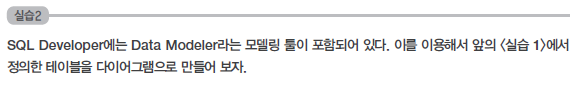 실습2
SQL Developer에는 Data Modeler라는 모델링 툴이 포함되어 있다. 이를 이용해서 앞의 〈실습 1〉에서
정의한 테이블을 다이어그램으로 만들어 보자.